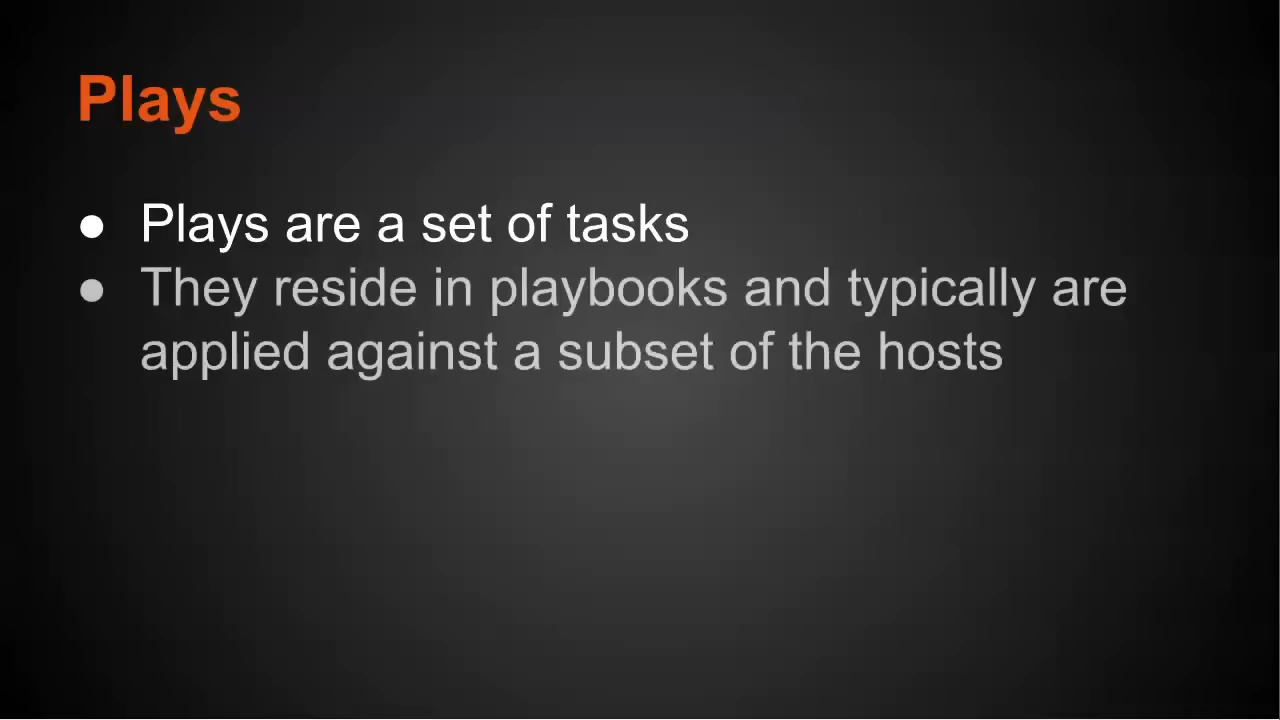 Plays
● Plays are a set of tasks
● They reside in playbooks and typically are
applied against a subset of the hosts